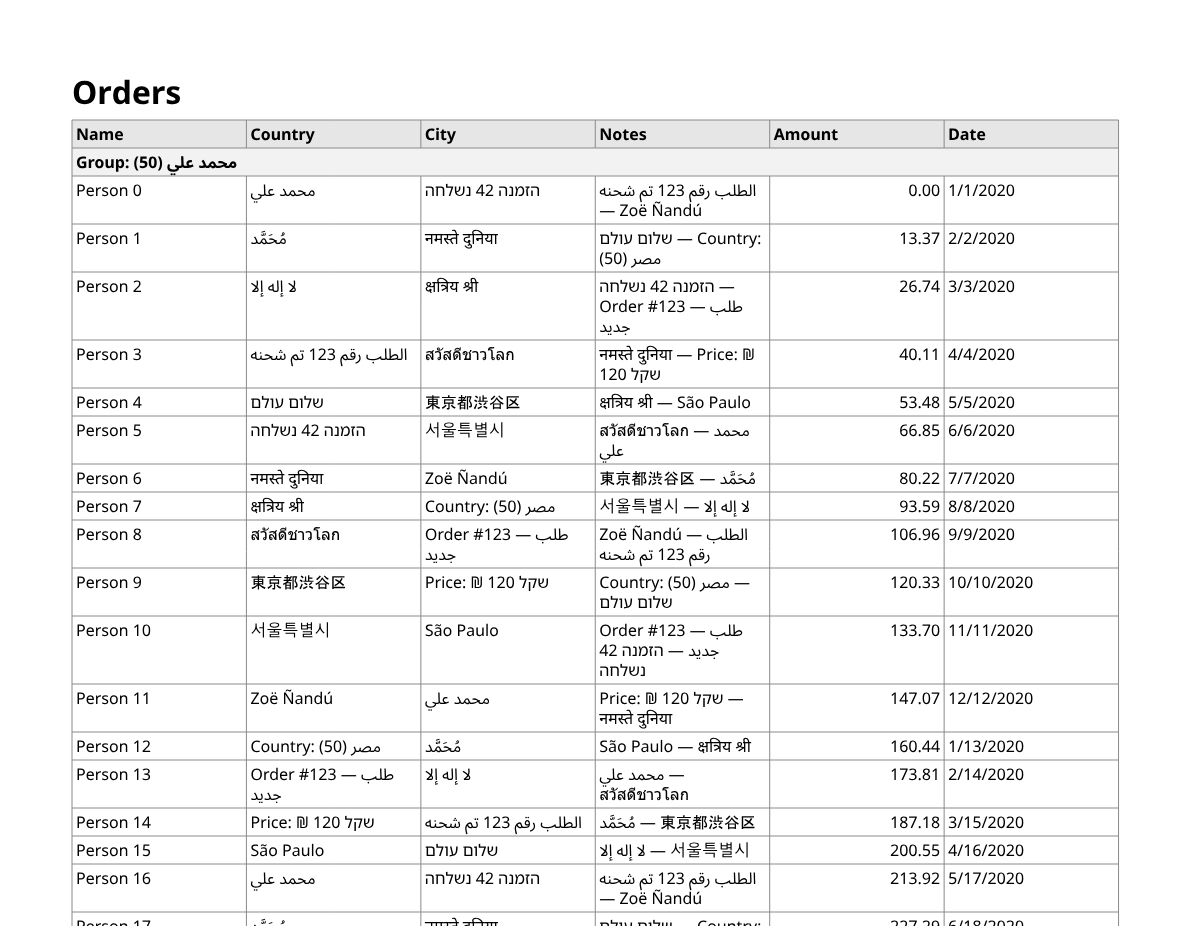 Orders
Name Country City Notes Amount Date
Group: محمد علي (50)
Person 0 محمد علي הזמנה 42 נשלחה الطلب رقم 123 تم شحنه 0.00 1/1/2020
— Zoë Ñandú
Person 1 مُحَمَّد नमस्ते दुनिया שלום עולם — Country: 13.37 2/2/2020
مصر (50)
Person 2 لا إله إلا क्षत्रिय श्री הזמנה 42 נשלחה — 26.74 3/3/2020
Order #123 — طلب
جديد
Person 3 الطلب رقم 123 تم شحنه สวัสดีชาวโลก नमस्ते दुनिया — Price: ₪ 40.11 4/4/2020
120 שקל
Person 4 שלום עולם 東京都渋谷区 क्षत्रिय श्री — São Paulo 53.48 5/5/2020
Person 5 הזמנה 42 נשלחה 서울특별시 สวัสดีชาวโลก — محمد 66.85 6/6/2020
علي
Person 6 नमस्ते दुनिया Zoë Ñandú 東京都渋谷区 — مُحَمَّد 80.22 7/7/2020
Person 7 क्षत्रिय श्री Country: مصر (50) 서울특별시 — لا إله إلا 93.59 8/8/2020
Person 8 สวัสดีชาวโลก Order #123 — طلب Zoë Ñandú — الطلب 106.96 9/9/2020
جديد رقم 123 تم شحنه
Person 9 東京都渋谷区 Price: ₪ 120 שקל Country: مصر (50) — 120.33 10/10/2020
שלום עולם
Person 10 서울특별시 São Paulo Order #123 — طلب 133.70 11/11/2020
جديد — הזמנה 42
נשלחה
Person 11 Zoë Ñandú محمد علي Price: ₪ 120 שקל — 147.07 12/12/2020
नमस्ते दुनिया
Person 12 Country: مصر (50) مُحَمَّد São Paulo — क्षत्रिय श्री 160.44 1/13/2020
Person 13 Order #123 — طلب لا إله إلا محمد علي — 173.81 2/14/2020
جديد สวัสดีชาวโลก
Person 14 Price: ₪ 120 שקל الطلب رقم 123 تم شحنه مُحَمَّد — 東京都渋谷区 187.18 3/15/2020
Person 15 São Paulo שלום עולם لا إله إلا — 서울특별시 200.55 4/16/2020
Person 16 محمد علي הזמנה 42 נשלחה الطلب رقم 123 تم شحنه 213.92 5/17/2020
— Zoë Ñandú